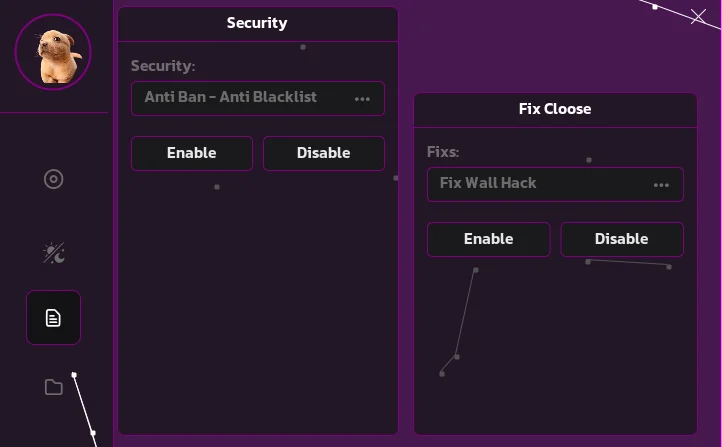 Security
Security:
Anti Ban - Anti Blacklist
Enable
Disable
Fix Cloose
Fixs:
Fix Wall Hack
Enable
Disable